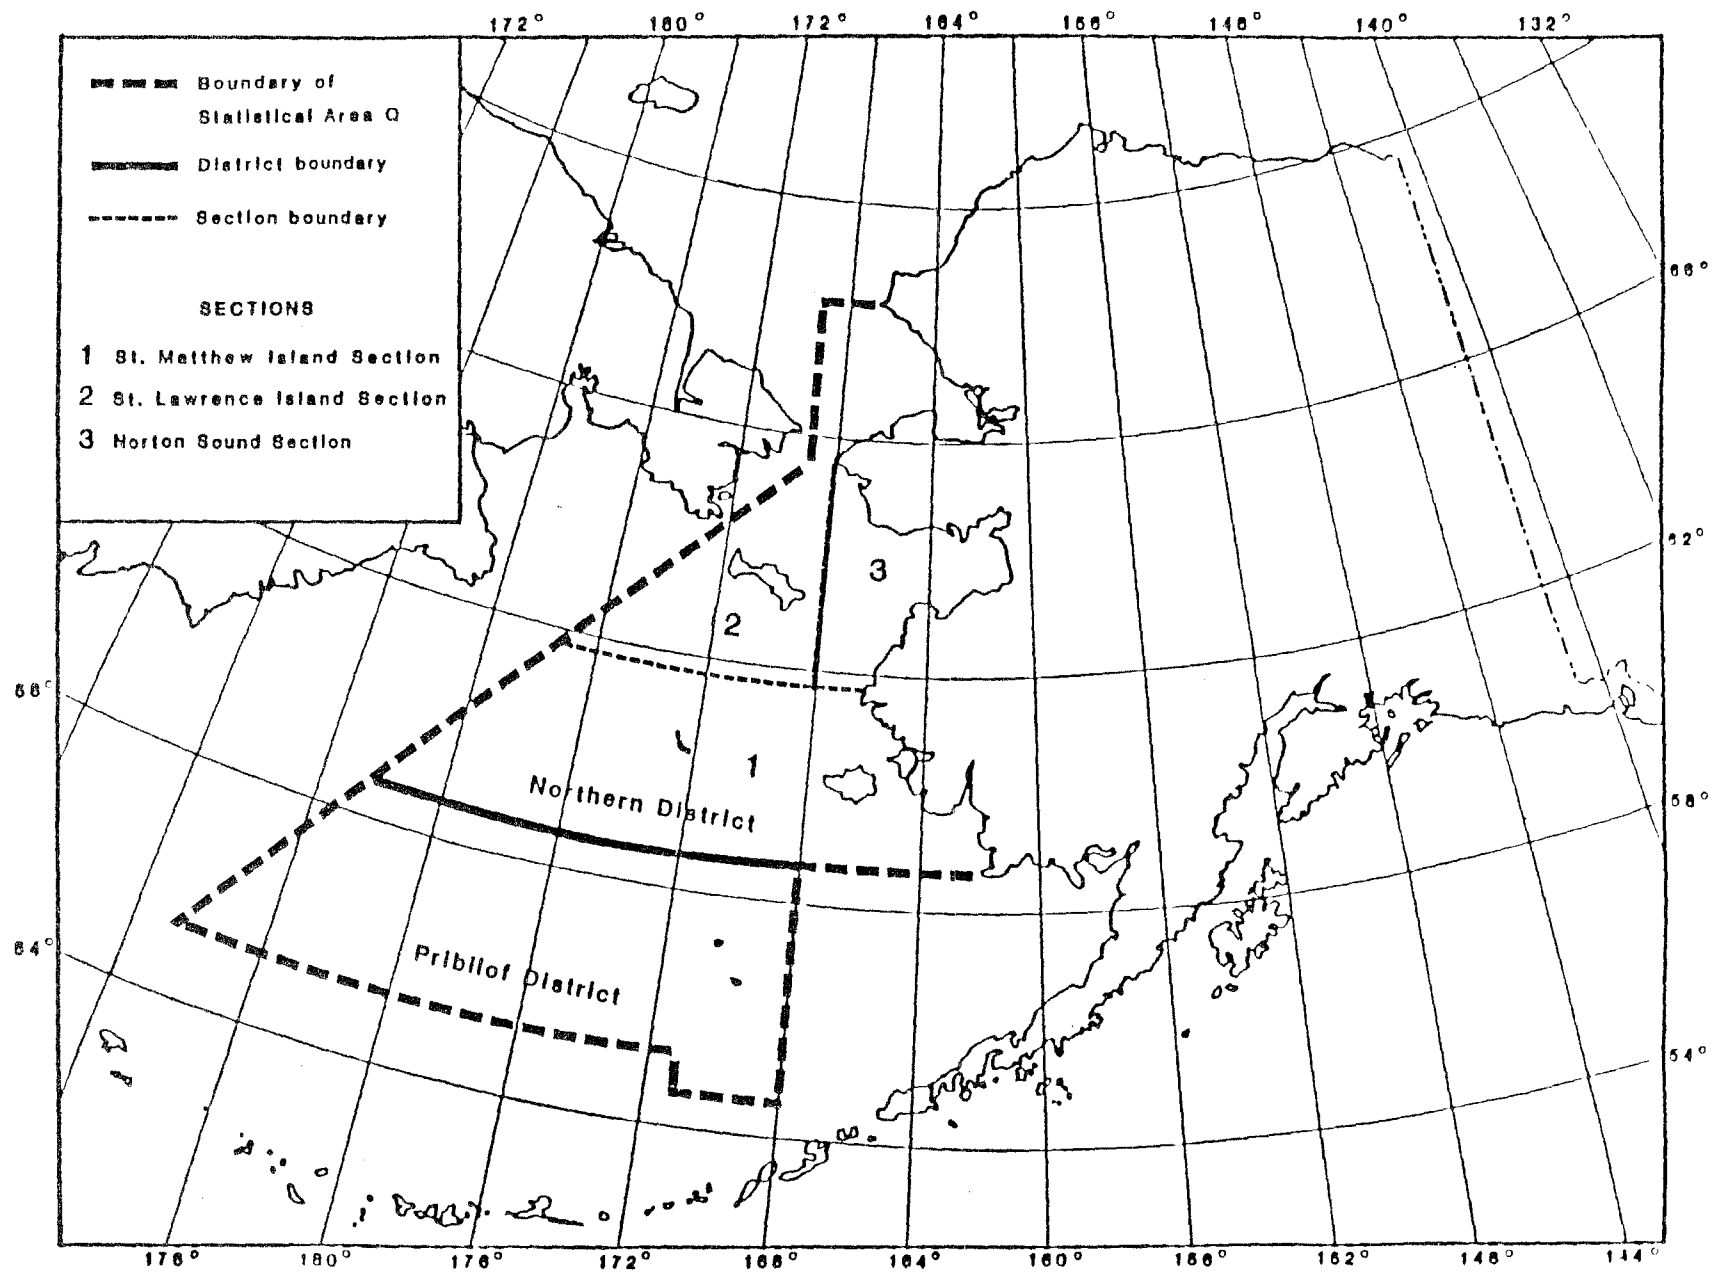 172° 180° 172° 164° 156° 148° 140° 132°
Boundary of
Statistical Area Q
District boundary
Section boundary
SECTIONS
1 St. Matthew Island Section
2 St. Lawrence Island Section
3 Norton Sound Section
66°
62°
3
2
58°
1
Northern District
58°
Pribilof District
54°
54°
176° 180° 176° 172° 168° 164° 160° 156° 152° 148° 144°